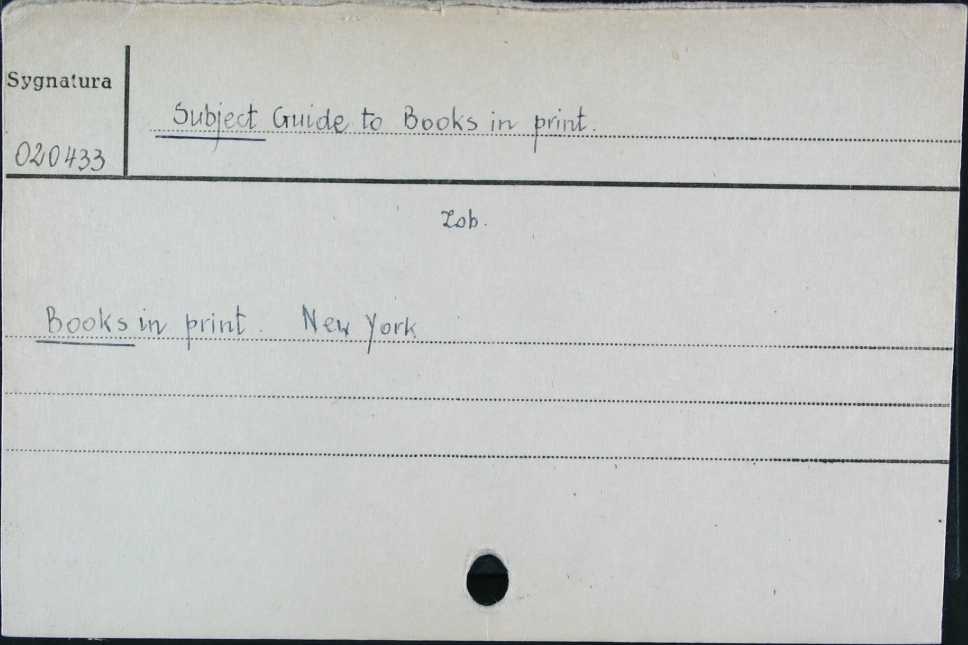 Sygnatura
Subject Guide to Books in print.
020433
Zob.
Books in print. New York